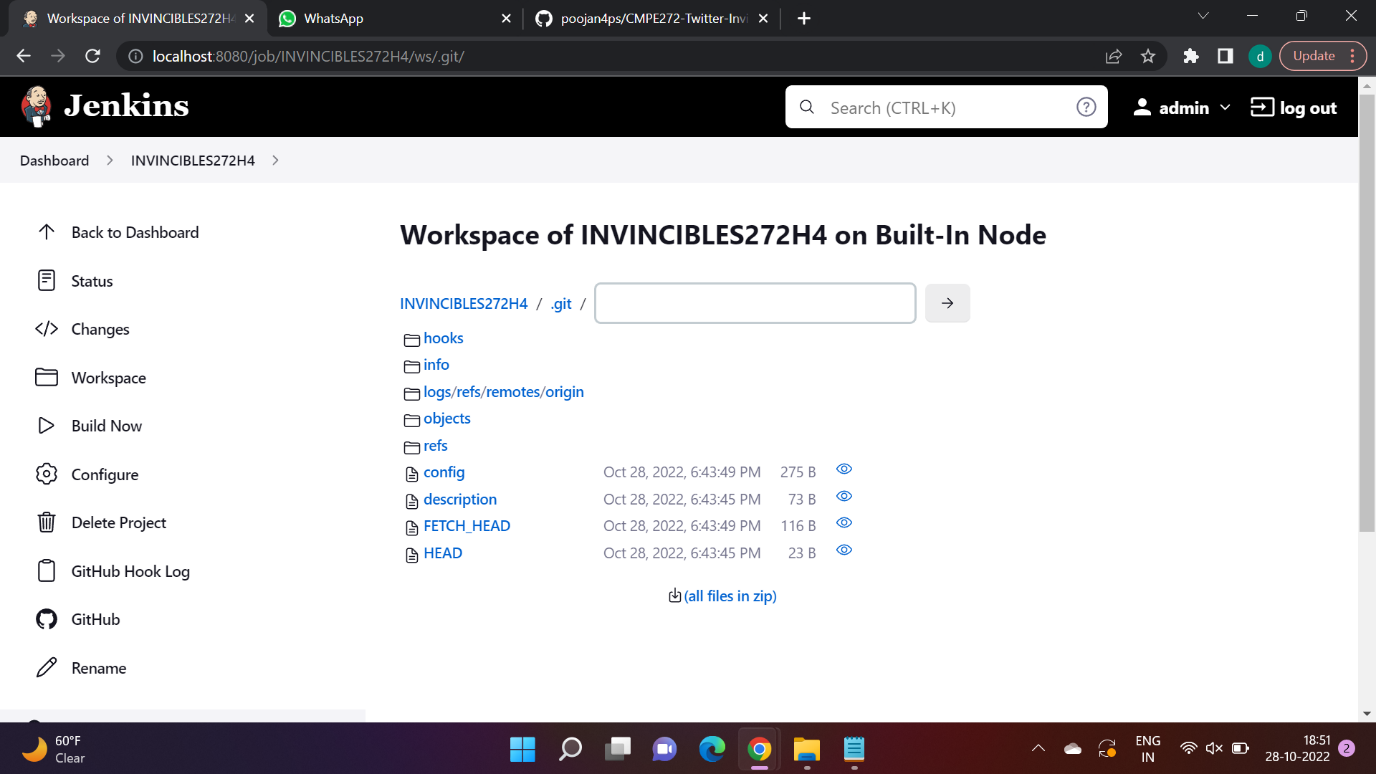 Workspace of INVINCIBLES272H4
WhatsApp
poojan4ps/CMPE272-Twitter-Invi
localhost:8080/job/INVINCIBLES272H4/ws/.git/
d
Update
Jenkins
Search (CTRL+K)
?
admin
log out
Dashboard
INVINCIBLES272H4
Back to Dashboard
Status
Changes
Workspace
Build Now
Configure
Delete Project
GitHub Hook Log
GitHub
Rename
Workspace of INVINCIBLES272H4 on Built-In Node
INVINCIBLES272H4 / .git /
hooks
info
logs/refs/remotes/origin
objects
refs
config Oct 28, 2022, 6:43:49 PM 275 B
description Oct 28, 2022, 6:43:45 PM 73 B
FETCH_HEAD Oct 28, 2022, 6:43:49 PM 116 B
HEAD Oct 28, 2022, 6:43:45 PM 23 B
(all files in zip)
60°F
Clear
ENG
IN
18:51
28-10-2022
2